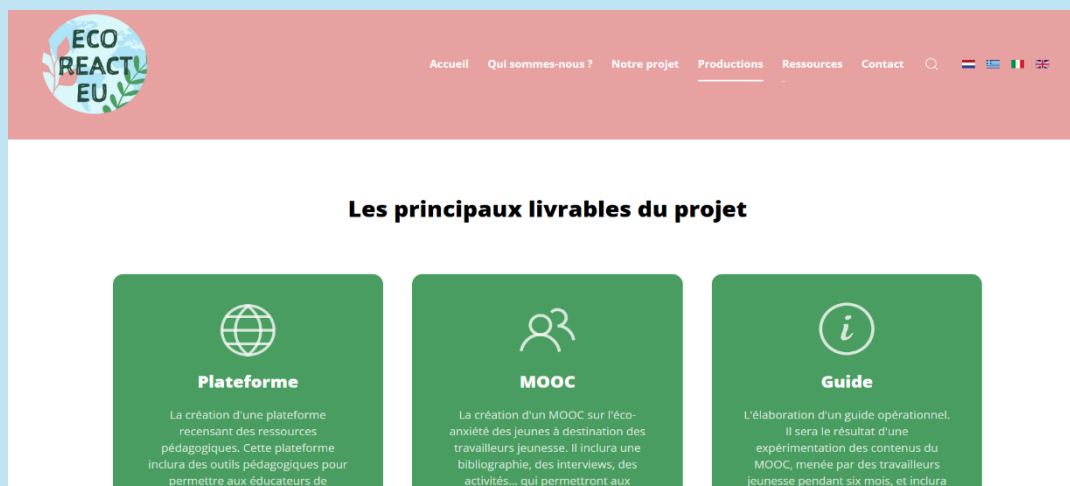 ECO
REACT
EU
Accueil Qui sommes-nous ? Notre projet Productions Ressources Contact
Les principaux livrables du projet
Plateforme
La création d'une plateforme
recensant des ressources
pédagogiques. Cette plateforme
inclura des outils pédagogiques pour
permettre aux éducateurs de
MOOC
La création d'un MOOC sur l'éco-
anxiété des jeunes à destination des
travailleurs jeunesse. Il inclura une
bibliographie, des interviews, des
activités... qui permettront aux
i
Guide
L'élaboration d'un guide opérationnel.
Il sera le résultat d'une
expérimentation des contenus du
MOOC, menée par des travailleurs
jeunesse pendant six mois, et inclura